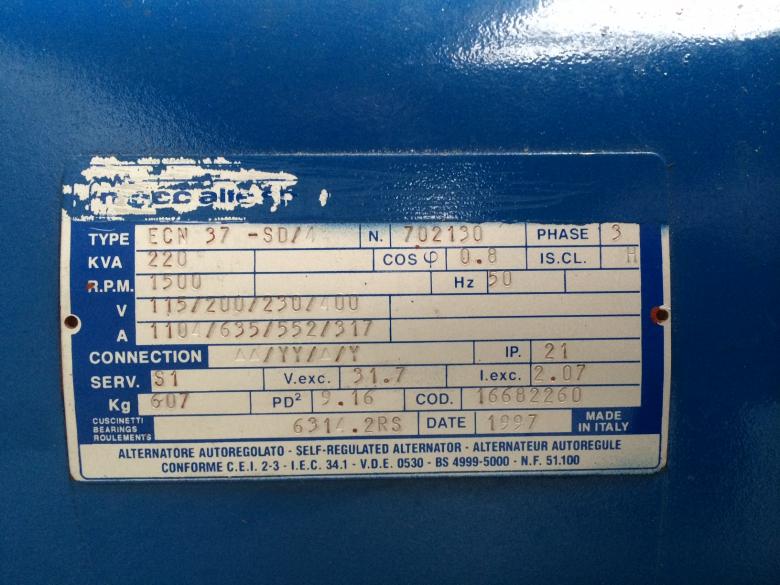 mecc alte
TYPE ECN 37 -SD/4 N. 702130 PHASE 3
KVA 220 COS φ 0.8 IS.CL. H
R.P.M. 1500 Hz 50
V 115/200/230/400
A 1104/635/552/317
CONNECTION △△/YY/△/Y IP. 21
SERV. S1 V.exc. 31.7 I.exc. 2.07
Kg 607 PD² 9.16 COD. 16682260
CUSCINETTI
BEARINGS
ROULEMENTS
6314.2RS DATE 1997 MADE IN ITALY
ALTERNATORE AUTOREGOLATO - SELF-REGULATED ALTERNATOR - ALTERNATEUR AUTOREGULE
CONFORME C.E.I. 2-3 - I.E.C. 34.1 - V.D.E. 0530 - BS 4999-5000 - N.F. 51.100